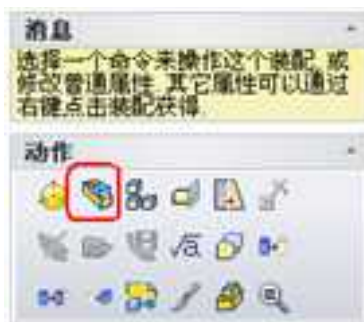 消息
选择一个命令来操作这个装配,或
修改普通属性,其它属性可以通过
右键点击装配获得.
动作